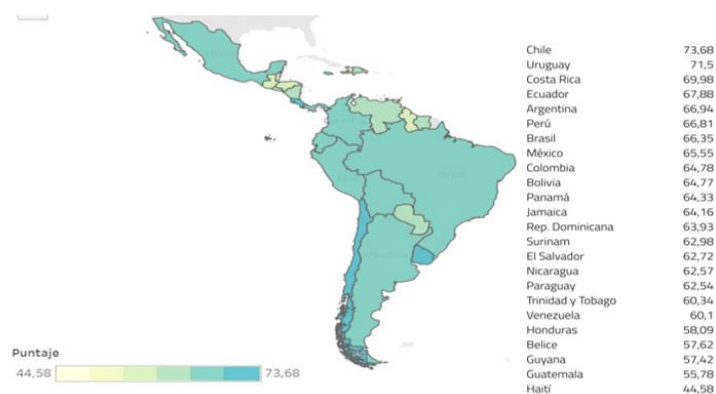 Chile 73,68
Uruguay 71,5
Costa Rica 69,98
Ecuador 67,88
Argentina 66,94
Perú 66,81
Brasil 66,35
México 65,55
Colombia 64,78
Bolivia 64,77
Panamá 64,33
Jamaica 64,16
Rep. Dominicana 63,93
Surinam 62,98
El Salvador 62,72
Nicaragua 62,57
Paraguay 62,54
Trinidad y Tobago 60,34
Venezuela 60,1
Honduras 58,09
Belice 57,62
Guyana 57,42
Guatemala 55,78
Haití 44,58
Puntaje
44,58 73,68